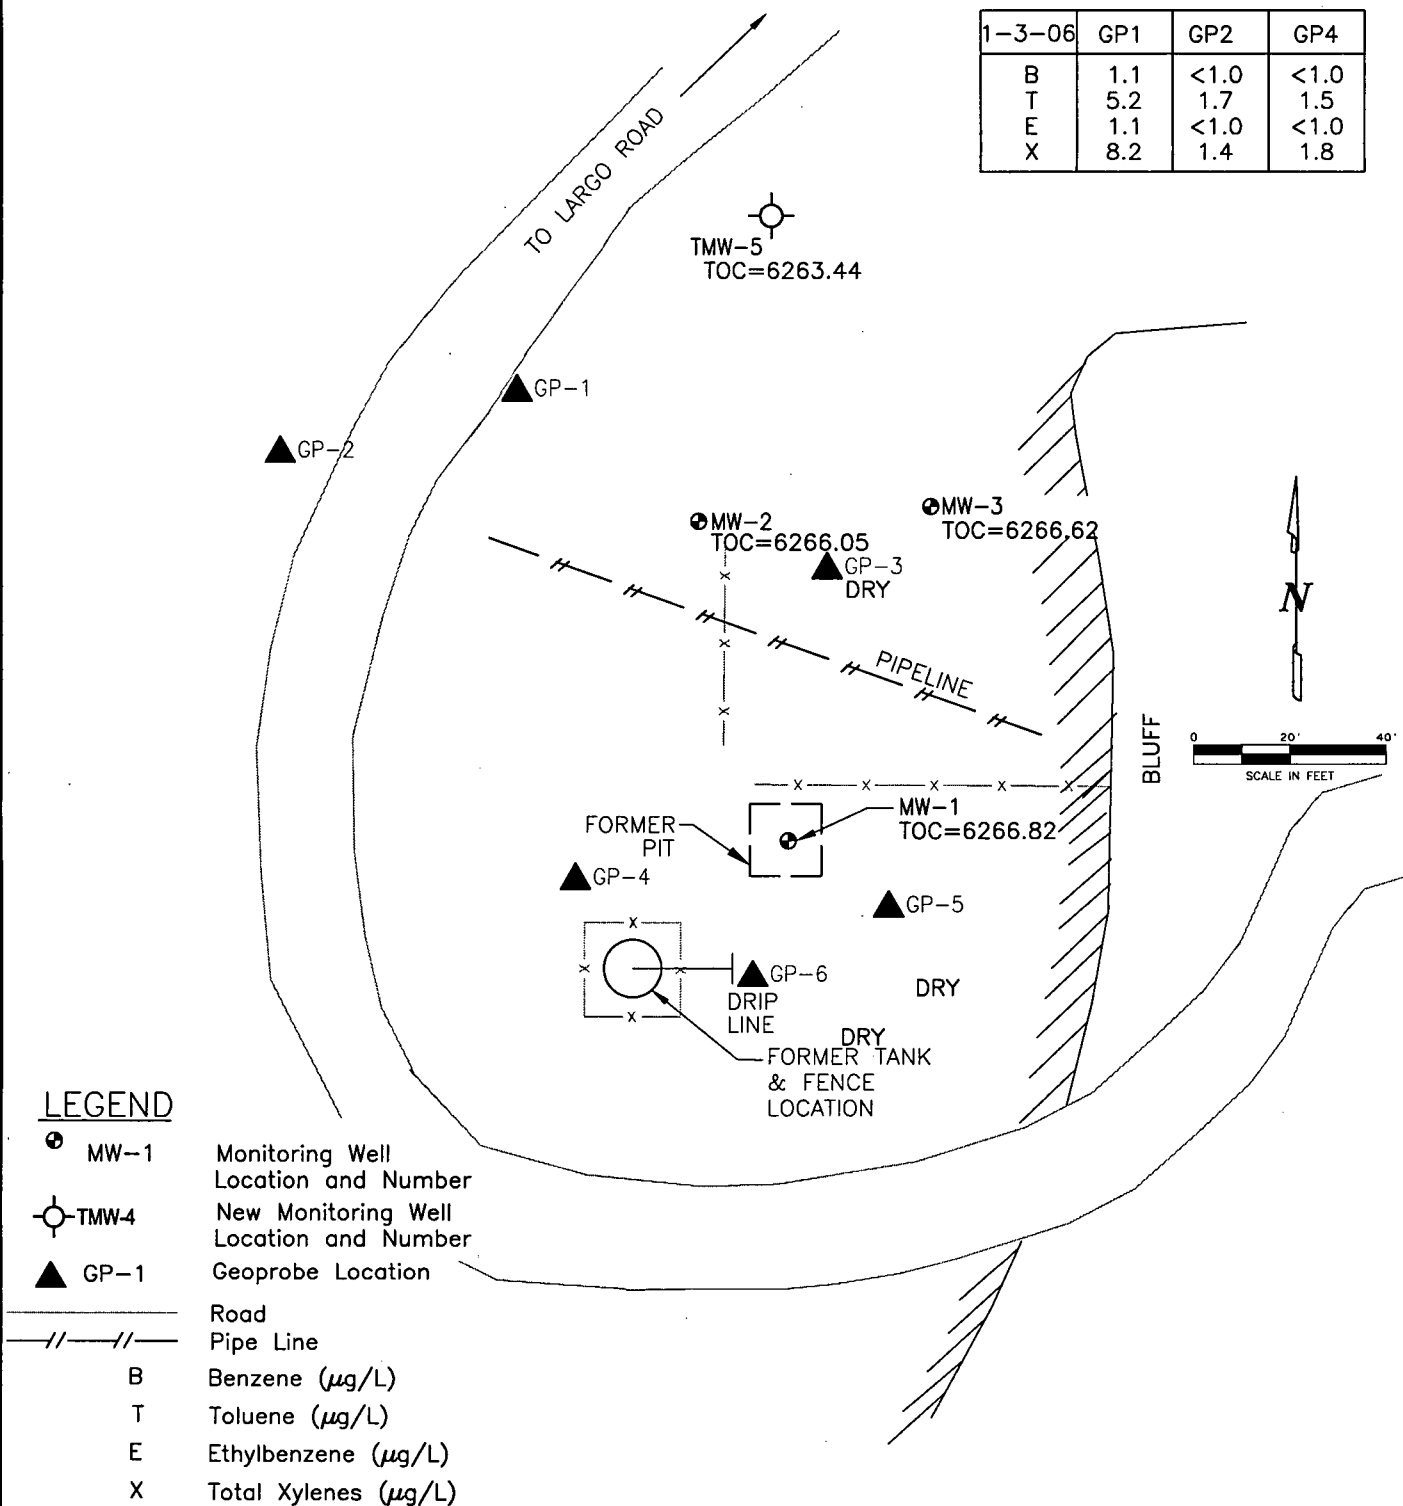 1-3-06 GP1 GP2 GP4
B 1.1 <1.0 <1.0
T 5.2 1.7 1.5
E 1.1 <1.0 <1.0
X 8.2 1.4 1.8
TO LARGO ROAD
TMW-5
TOC=6263.44
GP-1
GP-2
MW-2
TOC=6266.05
MW-3
TOC=6266.62
GP-3
DRY
PIPELINE
N
BLUFF
0 20' 40'
SCALE IN FEET
MW-1
TOC=6266.82
FORMER
PIT
GP-4
GP-5
GP-6
DRIP
LINE
DRY
DRY
FORMER TANK
& FENCE
LOCATION
LEGEND
MW-1 Monitoring Well
Location and Number
TMW-4 New Monitoring Well
Location and Number
GP-1 Geoprobe Location
Road
Pipe Line
B Benzene (μg/L)
T Toluene (μg/L)
E Ethylbenzene (μg/L)
X Total Xylenes (μg/L)